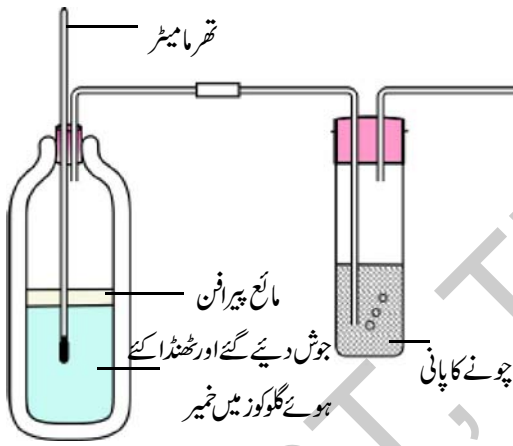 تھرمامیٹر
مائع پیرافن
جوش دیئے گئے اور ٹھنڈا کئے
ہوئے گلوکوز میں خمیر
چونے کا پانی